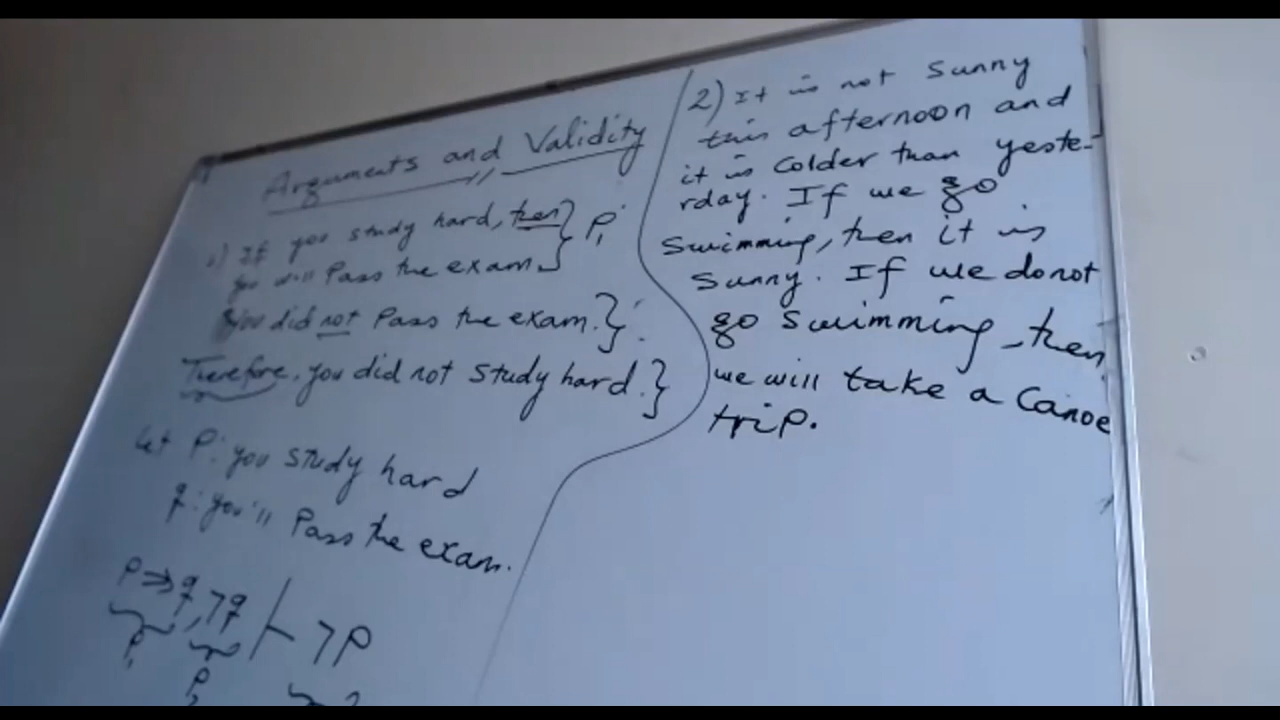 Arguments and Validity
1.) If you study hard, then } P1
you will Pass the exam.
You did not Pass the exam. }
Therefore, you did not study hard. }
Let P: you study hard
q: you'll Pass the exam.
P ⇒ q, ¬q ⊢ ¬P
P1
P2
2) It is not sunny
this afternoon and
it is colder than yeste-
rday. If we go
swimming, then it is
sunny. If we do not
go swimming, then
we will take a Canoe
trip.